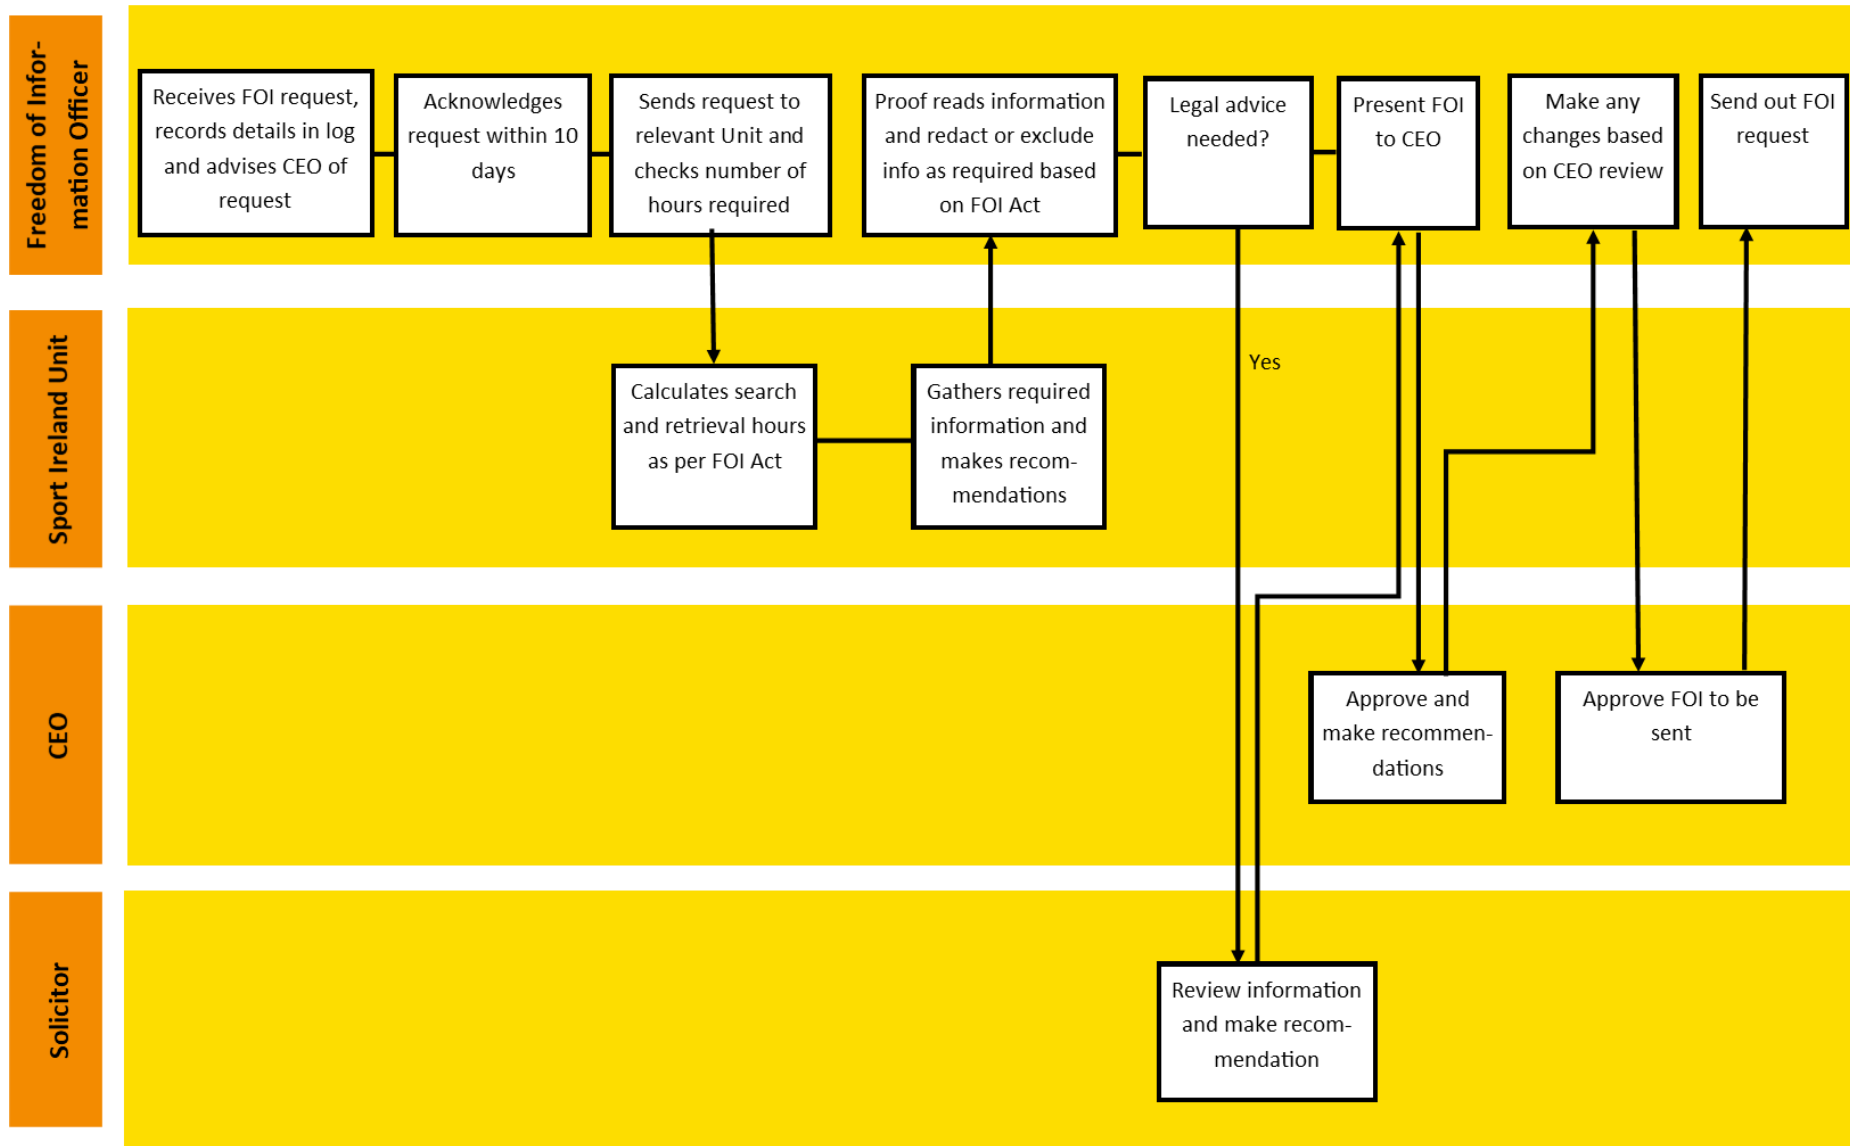 Freedom of Infor-
mation Officer
Receives FOI request,
records details in log
and advises CEO of
request
Acknowledges
request within 10
days
Sends request to
relevant Unit and
checks number of
hours required
Proof reads information
and redact or exclude
info as required based
on FOI Act
Legal advice
needed?
Present FOI
to CEO
Make any
changes based
on CEO review
Send out FOI
request
Sport Ireland Unit
Calculates search
and retrieval hours
as per FOI Act
Gathers required
information and
makes recom-
mendations
Yes
CEO
Approve and
make recommen-
dations
Approve FOI to be
sent
Solicitor
Review information
and make recom-
mendation